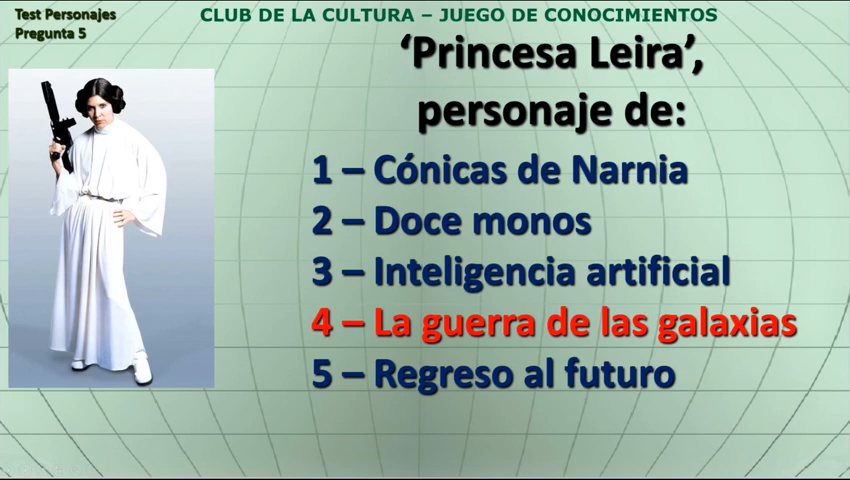 Test Personajes
Pregunta 5
CLUB DE LA CULTURA – JUEGO DE CONOCIMIENTOS
‘Princesa Leira’,
personaje de:
1 – Cónicas de Narnia
2 – Doce monos
3 – Inteligencia artificial
4 – La guerra de las galaxias
5 – Regreso al futuro